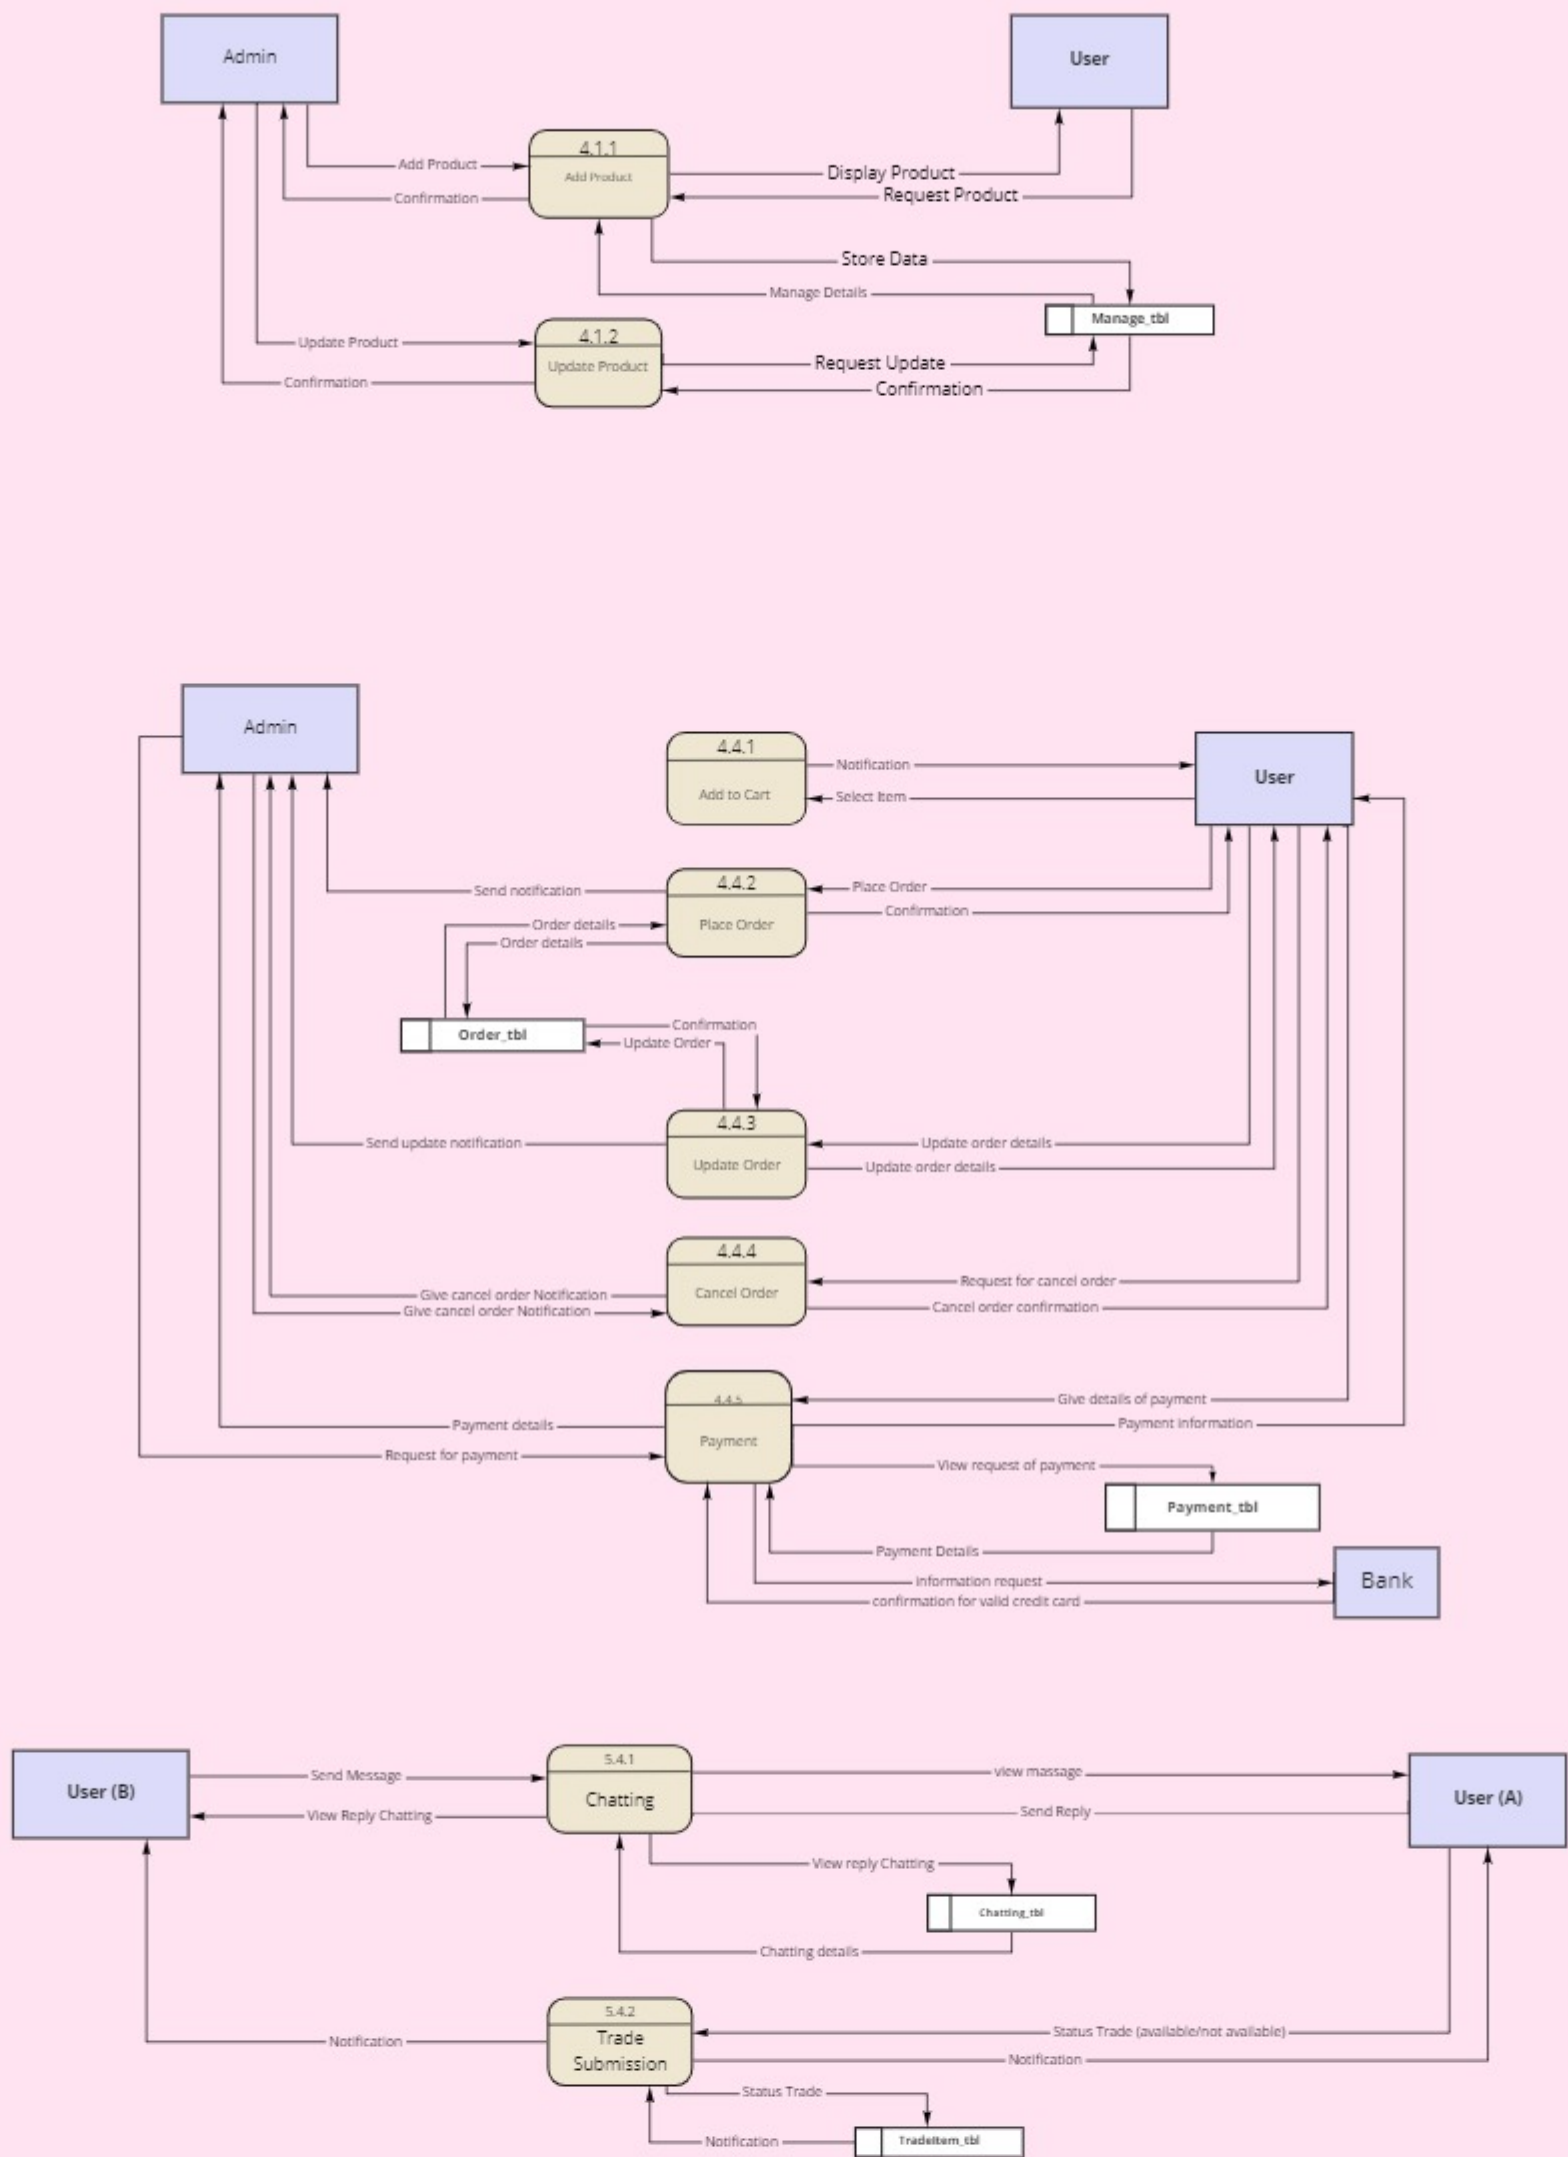 Admin
User
4.1.1
Add Product
Add Product
Display Product
Request Product
Confirmation
Store Data
Manage Details
Manage_tbl
4.1.2
Update Product
Update Product
Request Update
Confirmation
Confirmation
Admin
4.4.1
Add to Cart
Notification
Select Item
User
4.4.2
Place Order
Send notification
Place Order
Confirmation
Order details
Order details
Order_tbl
Confirmation
Update Order
4.4.3
Update Order
Send update notification
Update order details
Update order details
4.4.4
Cancel Order
Give cancel order Notification
Give cancel order Notification
Request for cancel order
Cancel order confirmation
4.4.5
Payment
Payment details
Request for payment
Give details of payment
Payment information
View request of payment
Payment_tbl
Payment Details
information request
confirmation for valid credit card
Bank
User (B)
Send Message
View Reply Chatting
5.4.1
Chatting
view massage
Send Reply
User (A)
View reply Chatting
Chatting_tbl
Chatting details
5.4.2
Trade
Submission
Notification
Status Trade (available/not available)
Notification
Status Trade
Notification
TradeItem_tbl